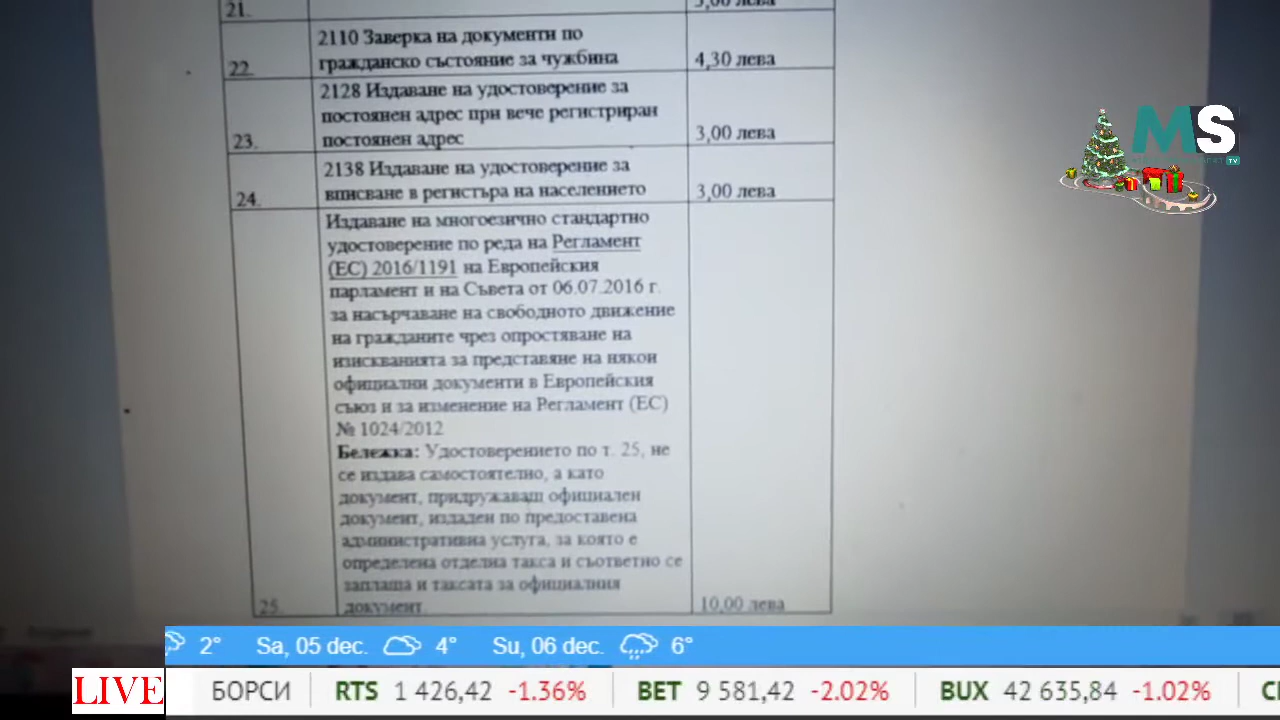 21.
5,00 лева
2110 Заверка на документи по
гражданско състояние за чужбина
22.
4,30 лева
2128 Издаване на удостоверение за
постоянен адрес при вече регистриран
постоянен адрес
23.
3,00 лева
2138 Издаване на удостоверение за
вписване в регистъра на населението
24.
3,00 лева
Издаване на многоезично стандартно
удостоверение по реда на Регламент
(ЕС) 2016/1191 на Европейския
парламент и на Съвета от 06.07.2016 г.
за насърчаване на свободното движение
на гражданите чрез опростяване на
изискванията за представяне на някои
официални документи в Европейския
съюз и за изменение на Регламент (ЕС)
№ 1024/2012
Бележка: Удостоверението по т. 25, не
се издава самостоятелно, а като
документ, придружаващ официален
документ, издаден по предоставена
административна услуга, за която е
определена отделна такса и съответно се
заплаща и таксата за официалния
документ.
25.
10,00 лева
MS
TV
2° Sa, 05 dec. 4° Su, 06 dec. 6°
LIVE
БОРСИ RTS 1 426,42 -1.36% BET 9 581,42 -2.02% BUX 42 635,84 -1.02%